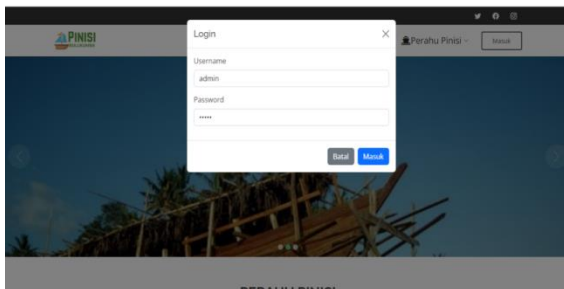 PINISI
Perahu Pinisi
Masuk
Login
Username
admin
Password
•••••
Batal
Masuk